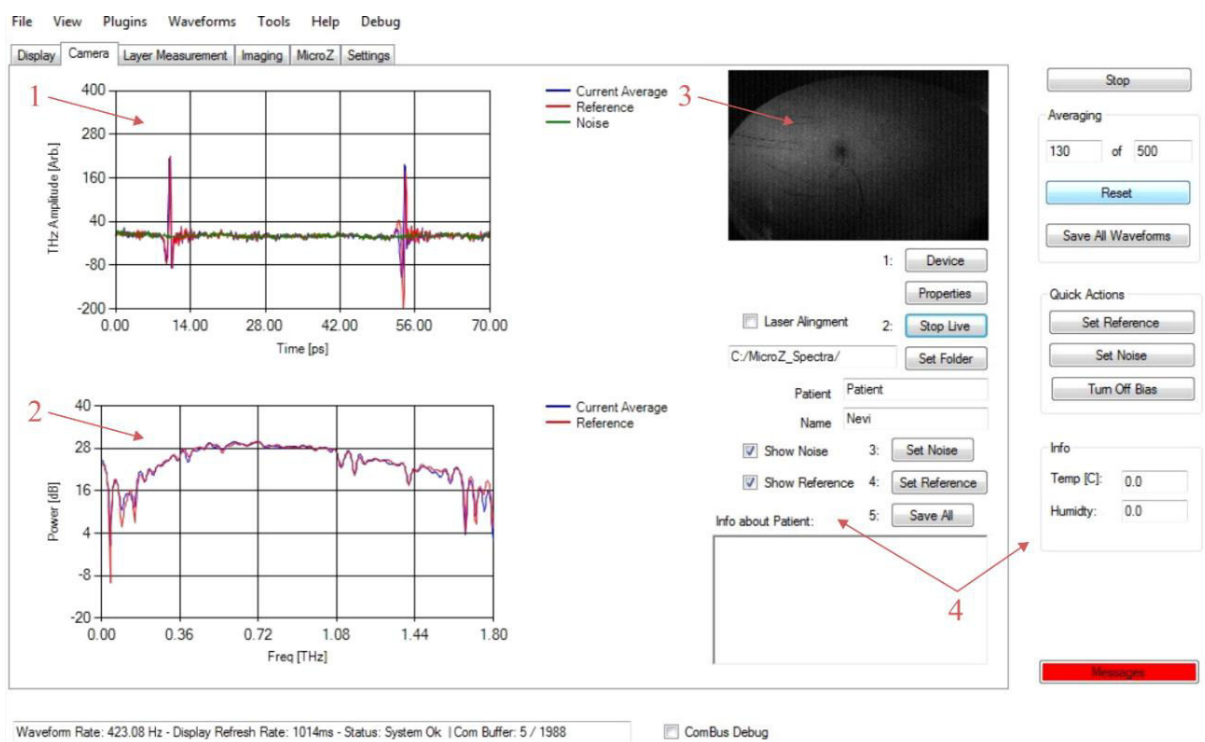 File View Plugins Waveforms Tools Help Debug
Display Camera Layer Measurement Imaging MicroZ Settings
1
400
280
160
40
-80
-200
THz Amplitude [Arb.]
0.00 14.00 28.00 42.00 56.00 70.00
Time [ps]
Current Average
Reference
Noise
2
40
28
16
4
-8
-20
Power [dB]
0.00 0.36 0.72 1.08 1.44 1.80
Freq [THz]
Current Average
Reference
3
1: Device
Properties
Laser Alingment 2: Stop Live
C:/MicroZ_Spectra/ Set Folder
Patient Patient
Name Nevi
Show Noise 3: Set Noise
Show Reference 4: Set Reference
Info about Patient: 5: Save All
4
Stop
Averaging
130 of 500
Reset
Save All Waveforms
Quick Actions
Set Reference
Set Noise
Turn Off Bias
Info
Temp [C]: 0.0
Humidty: 0.0
Messages
Waveform Rate: 423.08 Hz - Display Refresh Rate: 1014ms - Status: System Ok | Com Buffer: 5 / 1988
ComBus Debug